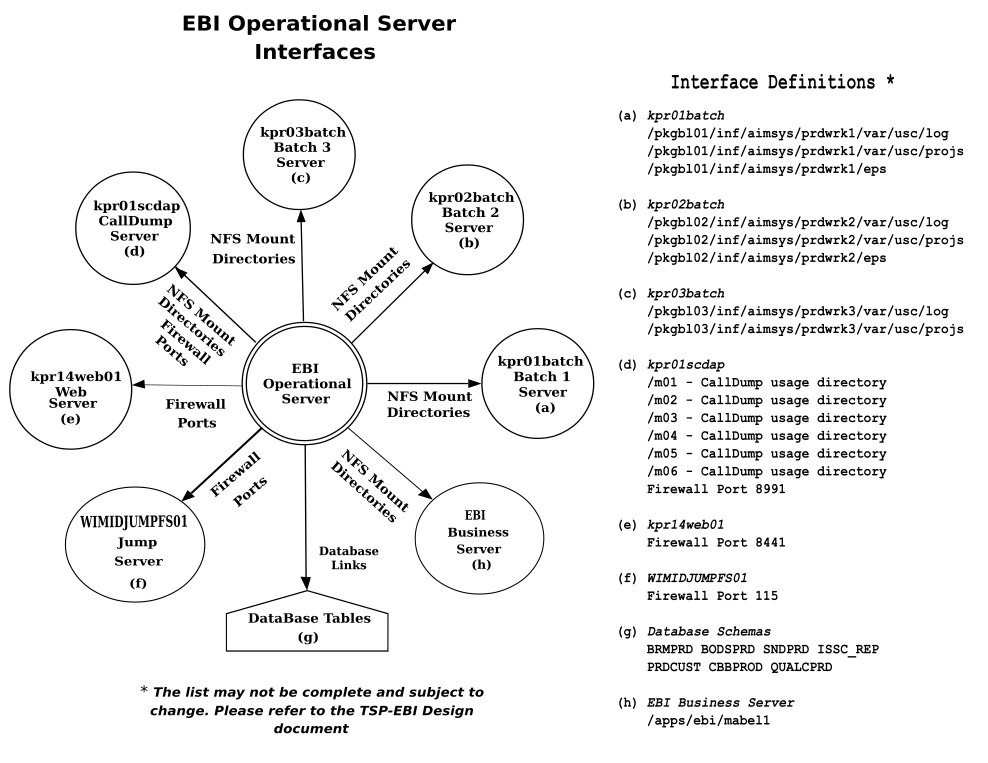 EBI Operational Server
Interfaces
kpr03batch
Batch 3
Server
(c)
kpr02batch
Batch 2
Server
(b)
kpr01scdap
CallDump
Server
(d)
NFS Mount
Directories
NFS Mount
Directories
NFS Mount
Directories
Firewall
Ports
EBI
Operational
Server
kpr01batch
Batch 1
Server
(a)
kpr14web01
Web
Server
(e)
NFS Mount
Directories
Firewall
Ports
Firewall
Ports
NFS Mount
Directories
WIMIDJUMPFS01
Jump
Server
(f)
EBI
Business
Server
(h)
Database
Links
DataBase Tables
(g)
* The list may not be complete and subject to
change. Please refer to the TSP-EBI Design
document
Interface Definitions *
(a) kpr01batch
/pkgbl01/inf/aimsys/prdwrk1/var/usc/log
/pkgbl01/inf/aimsys/prdwrk1/var/usc/projs
/pkgbl01/inf/aimsys/prdwrk1/eps
(b) kpr02batch
/pkgbl02/inf/aimsys/prdwrk2/var/usc/log
/pkgbl02/inf/aimsys/prdwrk2/var/usc/projs
/pkgbl02/inf/aimsys/prdwrk2/eps
(c) kpr03batch
/pkgbl03/inf/aimsys/prdwrk3/var/usc/log
/pkgbl03/inf/aimsys/prdwrk3/var/usc/projs
(d) kpr01scdap
/m01 - CallDump usage directory
/m02 - CallDump usage directory
/m03 - CallDump usage directory
/m04 - CallDump usage directory
/m05 - CallDump usage directory
/m06 - CallDump usage directory
Firewall Port 8991
(e) kpr14web01
Firewall Port 8441
(f) WIMIDJUMPFS01
Firewall Port 115
(g) Database Schemas
BRMPRD BODSPRD SNDPRD ISSC_REP
PRDCUST CBBPROD QUALCPRD
(h) EBI Business Server
/apps/ebi/mabel1